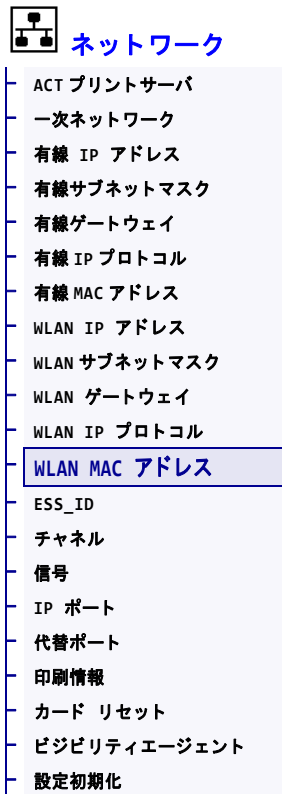 ネットワーク
ACT プリントサーバ
一次ネットワーク
有線 IP アドレス
有線サブネットマスク
有線ゲートウェイ
有線 IP プロトコル
有線 MAC アドレス
WLAN IP アドレス
WLAN サブネットマスク
WLAN ゲートウェイ
WLAN IP プロトコル
WLAN MAC アドレス
ESS_ID
チャネル
信号
IP ポート
代替ポート
印刷情報
カード リセット
ビジビリティエージェント
設定初期化